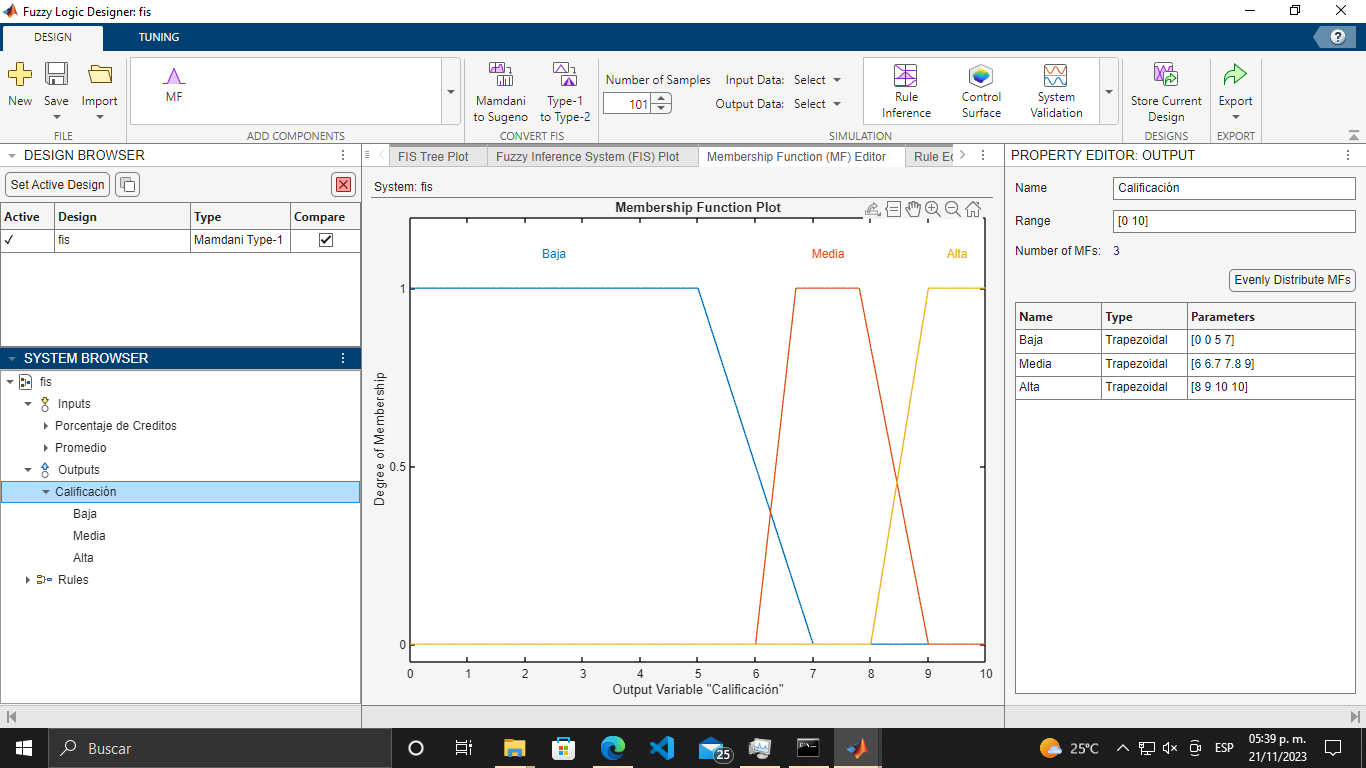 Fuzzy Logic Designer: fis
DESIGN TUNING
New Save Import
FILE
MF
ADD COMPONENTS
Mamdani to Sugeno
Type-1 to Type-2
CONVERT FIS
Number of Samples 101
Input Data: Select
Output Data: Select
Rule Inference
Control Surface
System Validation
SIMULATION
Store Current Design
DESIGNS
Export
EXPORT
DESIGN BROWSER
Set Active Design
Active Design Type Compare
✓ fis Mamdani Type-1
SYSTEM BROWSER
fis
Inputs
Porcentaje de Creditos
Promedio
Outputs
Calificación
Baja
Media
Alta
Rules
FIS Tree Plot Fuzzy Inference System (FIS) Plot Membership Function (MF) Editor Rule Ec
System: fis
Membership Function Plot
Baja Media Alta
1
0.5
0
Degree of Membership
0 1 2 3 4 5 6 7 8 9 10
Output Variable "Calificación"
PROPERTY EDITOR: OUTPUT
Name Calificación
Range [0 10]
Number of MFs: 3
Evenly Distribute MFs
Name Type Parameters
Baja Trapezoidal [0 0 5 7]
Media Trapezoidal [6 6.7 7.8 9]
Alta Trapezoidal [8 9 10 10]
Buscar
25
25°C
ESP
05:39 p. m.
21/11/2023